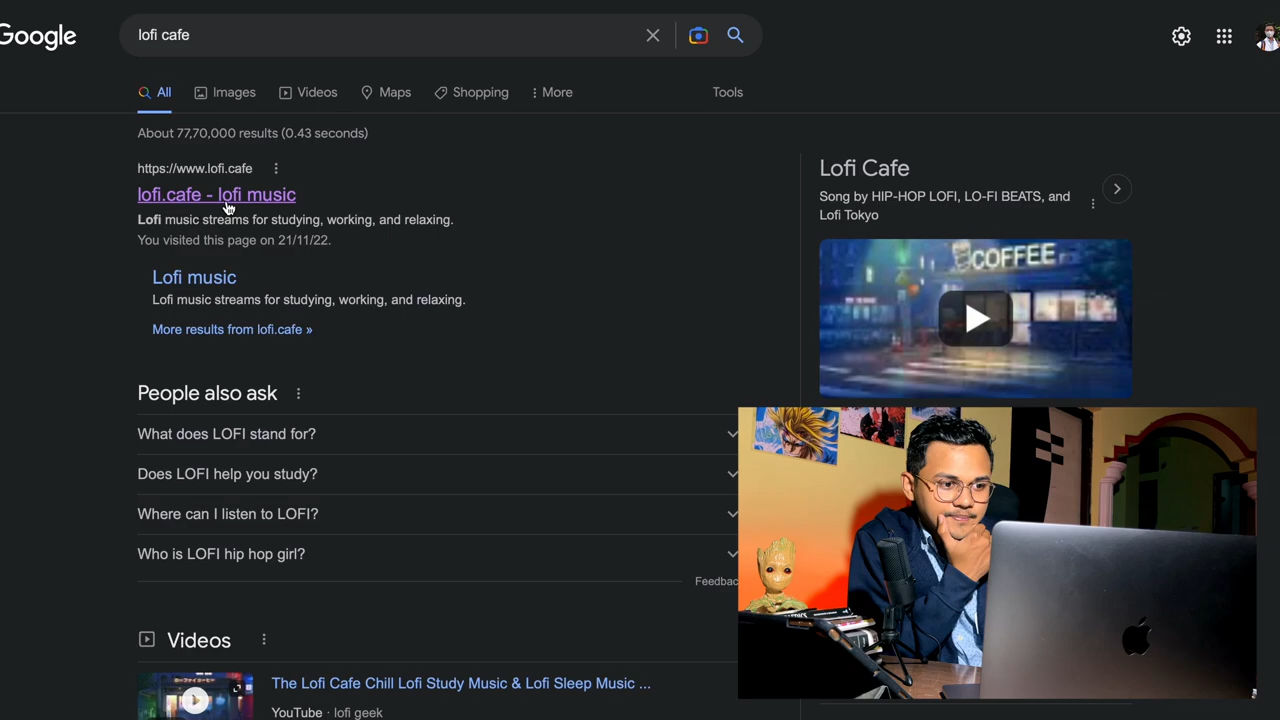 Google
lofi cafe
All
Images
Videos
Maps
Shopping
More
Tools
About 77,70,000 results (0.43 seconds)
https://www.lofi.cafe
lofi.cafe - lofi music
Lofi music streams for studying, working, and relaxing.
You visited this page on 21/11/22.
Lofi music
Lofi music streams for studying, working, and relaxing.
More results from lofi.cafe »
People also ask
What does LOFI stand for?
Does LOFI help you study?
Where can I listen to LOFI?
Who is LOFI hip hop girl?
Feedbac
Videos
The Lofi Cafe Chill Lofi Study Music & Lofi Sleep Music ...
YouTube · lofi geek
Lofi Cafe
Song by HIP-HOP LOFI, LO-FI BEATS, and
Lofi Tokyo
COFFEE